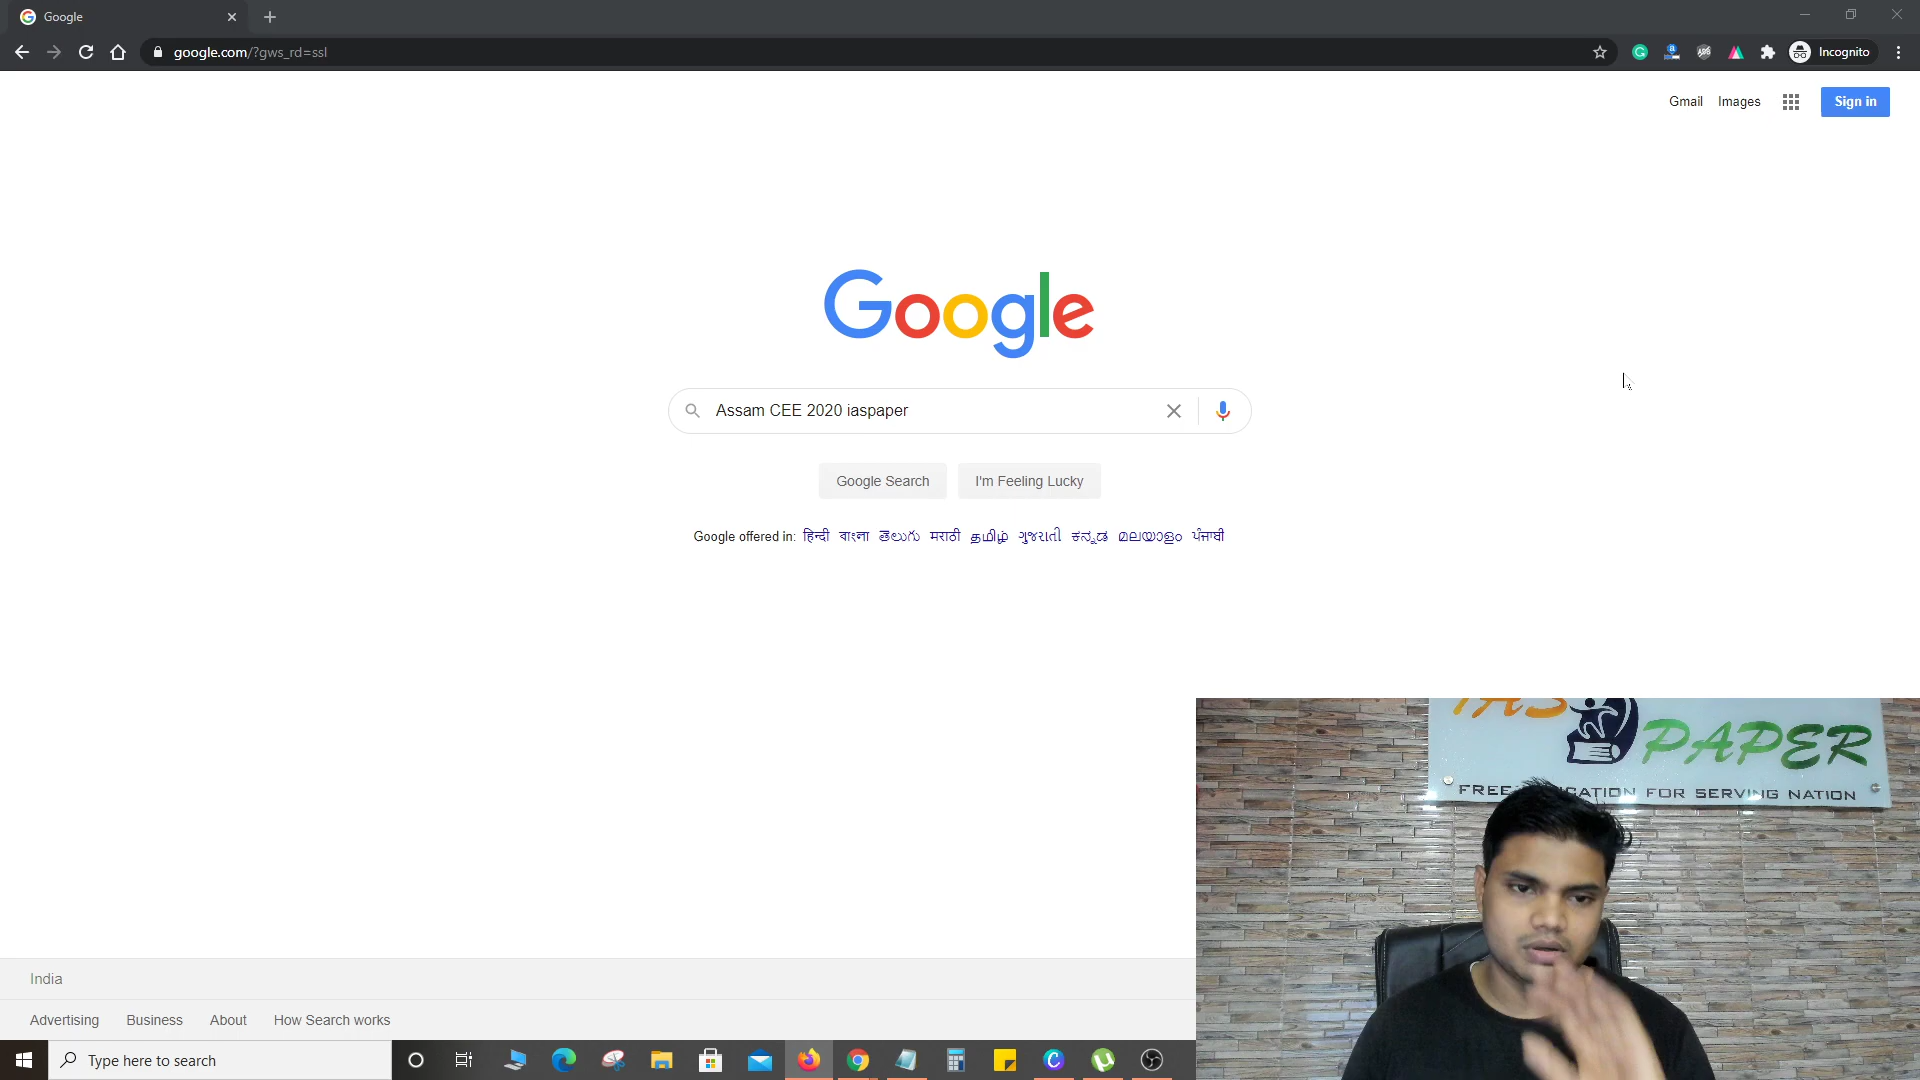 Google
google.com/?gws_rd=ssl
Incognito
Gmail Images Sign in
Google
Assam CEE 2020 iaspaper
Google Search I'm Feeling Lucky
Google offered in: हिन्दी বাংলা తెలుగు मराठी தமிழ் ગુજરાતી ಕನ್ನಡ മലയാളം ਪੰਜਾਬੀ
IAS
PAPER
FOR SERVING NATION
India
Advertising Business About How Search works
Type here to search